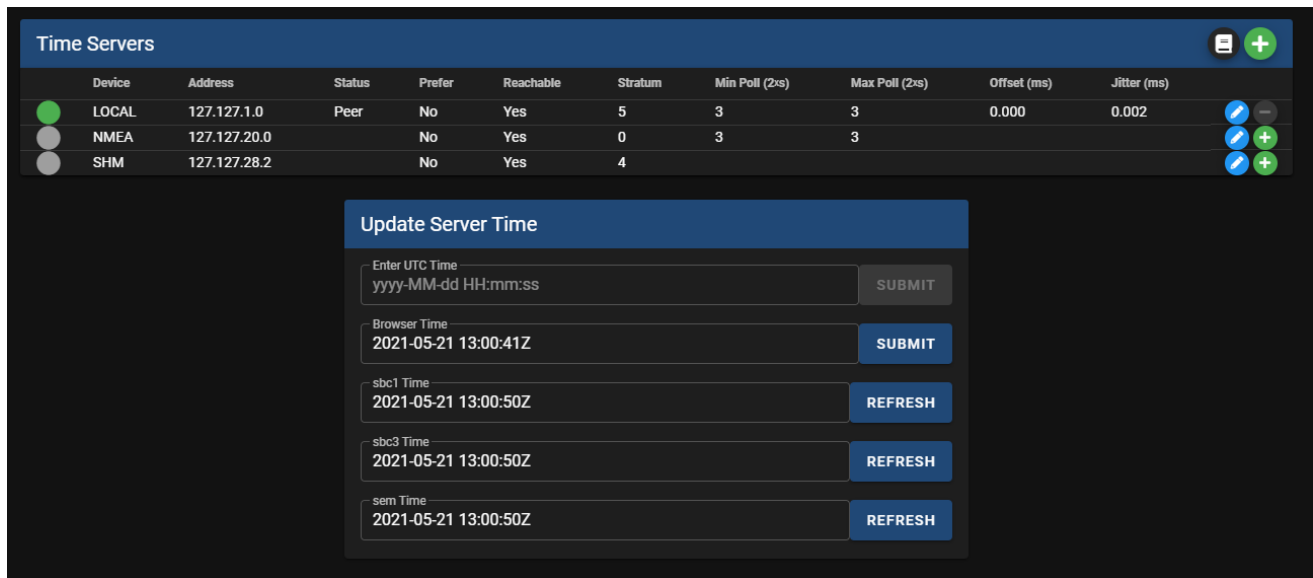 Time Servers
Device Address Status Prefer Reachable Stratum Min Poll (2xs) Max Poll (2xs) Offset (ms) Jitter (ms)
LOCAL 127.127.1.0 Peer No Yes 5 3 3 0.000 0.002
NMEA 127.127.20.0 No Yes 0 3 3
SHM 127.127.28.2 No Yes 4
Update Server Time
Enter UTC Time
yyyy-MM-dd HH:mm:ss SUBMIT
Browser Time
2021-05-21 13:00:41Z SUBMIT
sbc1 Time
2021-05-21 13:00:50Z REFRESH
sbc3 Time
2021-05-21 13:00:50Z REFRESH
sem Time
2021-05-21 13:00:50Z REFRESH